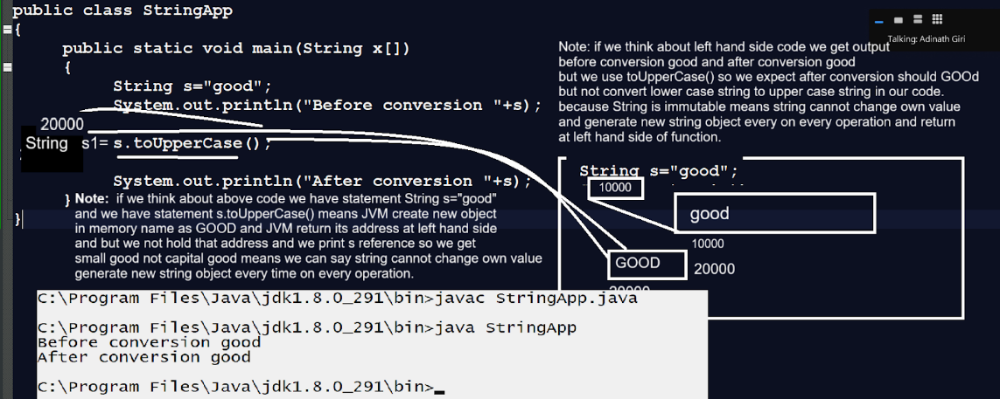 public class StringApp
{
public static void main(String x[])
{
String s="good";
System.out.println("Before conversion "+s);
20000
String s1= s.toUpperCase();
System.out.println("After conversion "+s);
}
}
Note: if we think about above code we have statement String s="good"
and we have statement s.toUpperCase() means JVM create new object
in memory name as GOOD and JVM return its address at left hand side
and but we not hold that address and we print s reference so we get
small good not capital good means we can say string cannot change own value
generate new string object every time on every operation.
Talking: Adinath Giri
Note: if we think about left hand side code we get output
before conversion good and after conversion good
but we use toUpperCase() so we expect after conversion should GOOd
but not convert lower case string to upper case string in our code.
because String is immutable means string cannot change own value
and generate new string object every on every operation and return
at left hand side of function.
String s="good";
10000
good
10000
GOOD
20000
20000
C:\Program Files\Java\jdk1.8.0_291\bin>javac StringApp.java
C:\Program Files\Java\jdk1.8.0_291\bin>java StringApp
Before conversion good
After conversion good
C:\Program Files\Java\jdk1.8.0_291\bin>_